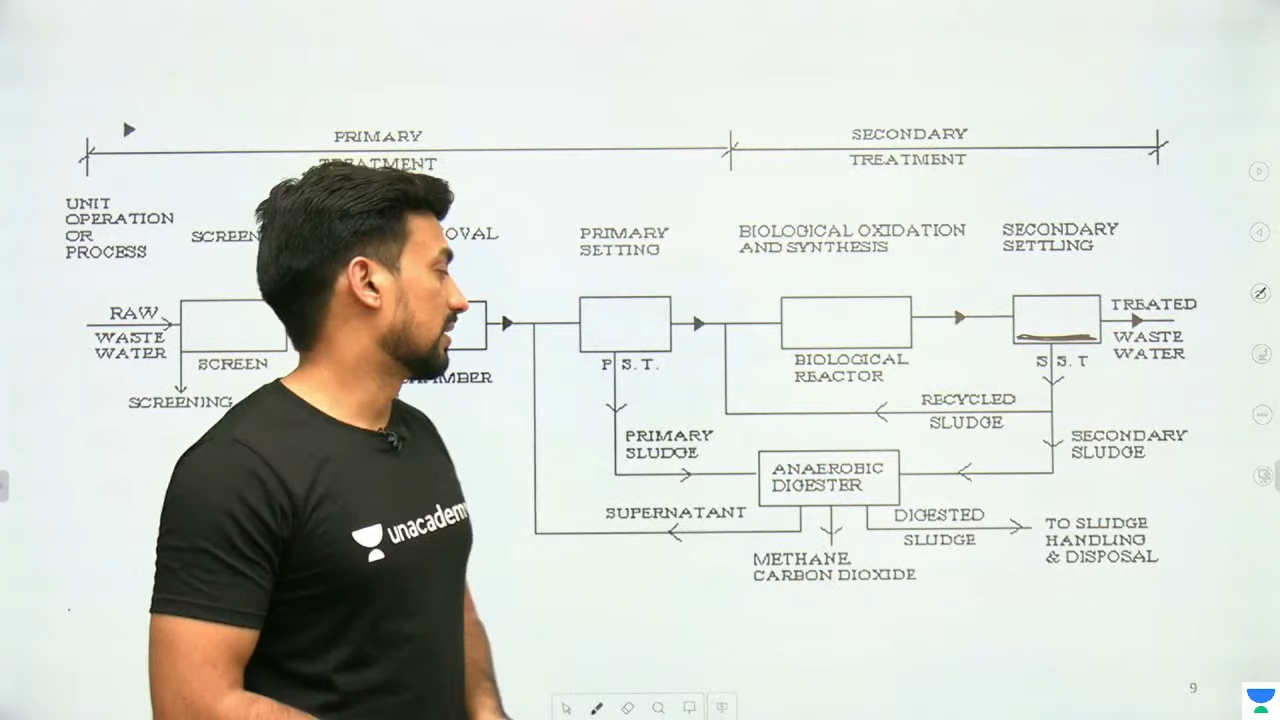 PRIMARY
TREATMENT
SECONDARY
TREATMENT
UNIT
OPERATION
OR
PROCESS
SCREEN
OVAL
PRIMARY
SETTING
BIOLOGICAL OXIDATION
AND SYNTHESIS
SECONDARY
SETTLING
RAW
WASTE
WATER
SCREEN
SCREENING
CHAMBER
P.S.T.
BIOLOGICAL
REACTOR
S.S.T
TREATED
WASTE
WATER
RECYCLED
SLUDGE
PRIMARY
SLUDGE
SECONDARY
SLUDGE
ANAEROBIC
DIGESTER
SUPERNATANT
DIGESTED
SLUDGE
METHANE
CARBON DIOXIDE
TO SLUDGE
HANDLING
& DISPOSAL
unacadem
9